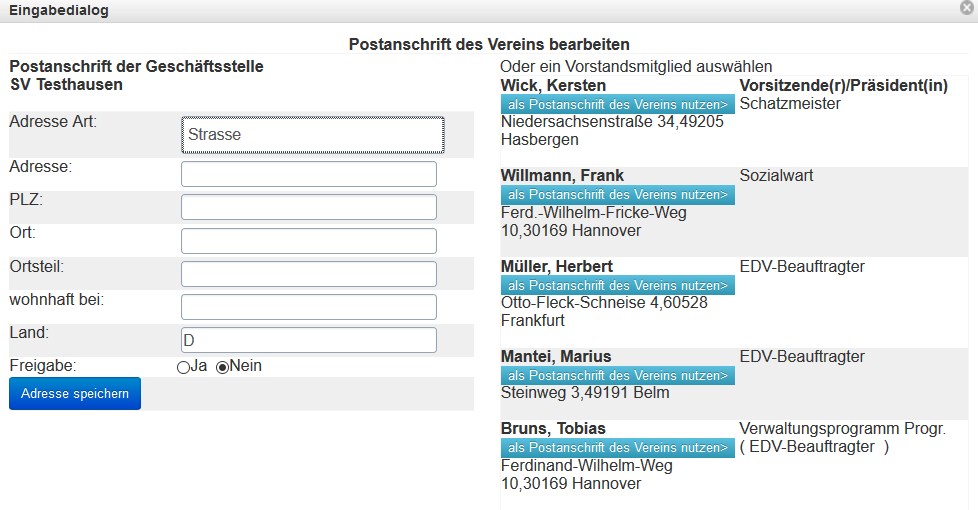 Eingabedialog
Postanschrift des Vereins bearbeiten
Postanschrift der Geschäftsstelle
SV Testhausen
Adresse Art:
Strasse
Adresse:
PLZ:
Ort:
Ortsteil:
wohnhaft bei:
Land:
D
Freigabe:
Ja Nein
Adresse speichern
Oder ein Vorstandsmitglied auswählen
Wick, Kersten Vorsitzende(r)/Präsident(in)
als Postanschrift des Vereins nutzen> Schatzmeister
Niedersachsenstraße 34,49205
Hasbergen
Willmann, Frank Sozialwart
als Postanschrift des Vereins nutzen>
Ferd.-Wilhelm-Fricke-Weg
10,30169 Hannover
Müller, Herbert EDV-Beauftragter
als Postanschrift des Vereins nutzen>
Otto-Fleck-Schneise 4,60528
Frankfurt
Mantei, Marius EDV-Beauftragter
als Postanschrift des Vereins nutzen>
Steinweg 3,49191 Belm
Bruns, Tobias Verwaltungsprogramm Progr.
als Postanschrift des Vereins nutzen> ( EDV-Beauftragter )
Ferdinand-Wilhelm-Weg
10,30169 Hannover